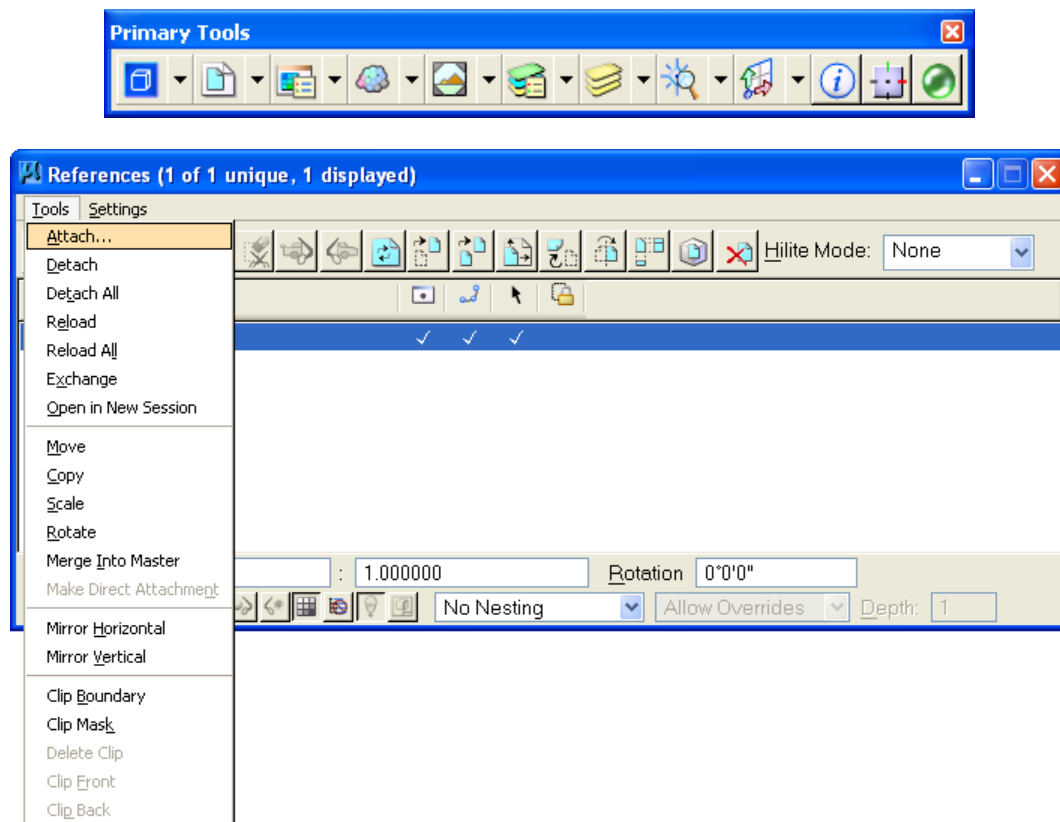 Primary Tools
References (1 of 1 unique, 1 displayed)
Tools Settings
Attach...
Hilite Mode: None
Detach
Detach All
Reload
Reload All
Exchange
Open in New Session
Move
Copy
Scale
Rotate
Merge Into Master
: 1.000000 Rotation 0°0'0"
Make Direct Attachment
No Nesting Allow Overrides Depth: 1
Mirror Horizontal
Mirror Vertical
Clip Boundary
Clip Mask
Delete Clip
Clip Front
Clip Back